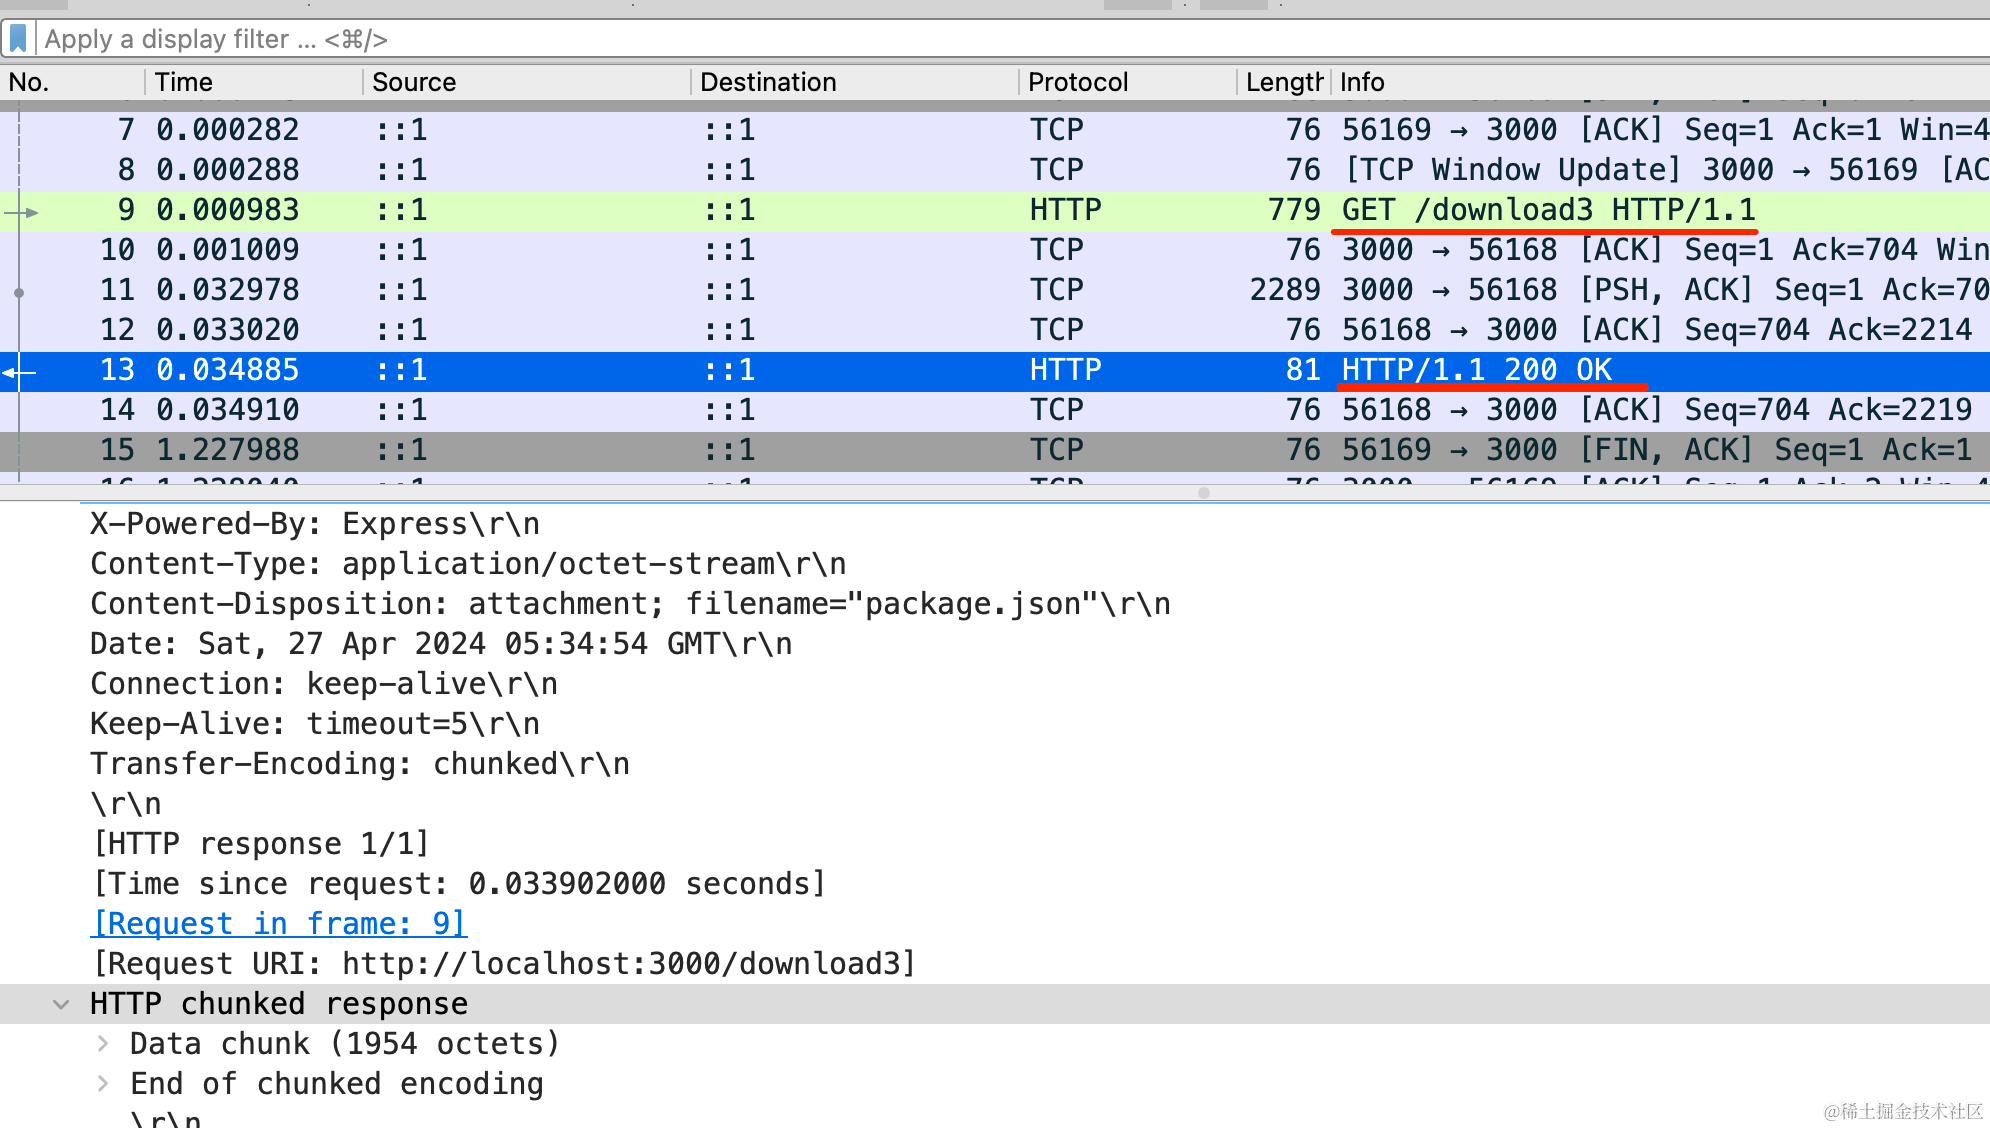 Apply a display filter ... <⌘/>
No. Time Source Destination Protocol Length Info
7 0.000282 ::1 ::1 TCP 76 56169 → 3000 [ACK] Seq=1 Ack=1 Win=4
8 0.000288 ::1 ::1 TCP 76 [TCP Window Update] 3000 → 56169 [AC
9 0.000983 ::1 ::1 HTTP 779 GET /download3 HTTP/1.1
10 0.001009 ::1 ::1 TCP 76 3000 → 56168 [ACK] Seq=1 Ack=704 Win
11 0.032978 ::1 ::1 TCP 2289 3000 → 56168 [PSH, ACK] Seq=1 Ack=70
12 0.033020 ::1 ::1 TCP 76 56168 → 3000 [ACK] Seq=704 Ack=2214
13 0.034885 ::1 ::1 HTTP 81 HTTP/1.1 200 OK
14 0.034910 ::1 ::1 TCP 76 56168 → 3000 [ACK] Seq=704 Ack=2219
15 1.227988 ::1 ::1 TCP 76 56169 → 3000 [FIN, ACK] Seq=1 Ack=1
X-Powered-By: Express\r\n
Content-Type: application/octet-stream\r\n
Content-Disposition: attachment; filename="package.json"\r\n
Date: Sat, 27 Apr 2024 05:34:54 GMT\r\n
Connection: keep-alive\r\n
Keep-Alive: timeout=5\r\n
Transfer-Encoding: chunked\r\n
\r\n
[HTTP response 1/1]
[Time since request: 0.033902000 seconds]
[Request in frame: 9]
[Request URI: http://localhost:3000/download3]
HTTP chunked response
Data chunk (1954 octets)
End of chunked encoding
\r\n
@稀土掘金技术社区